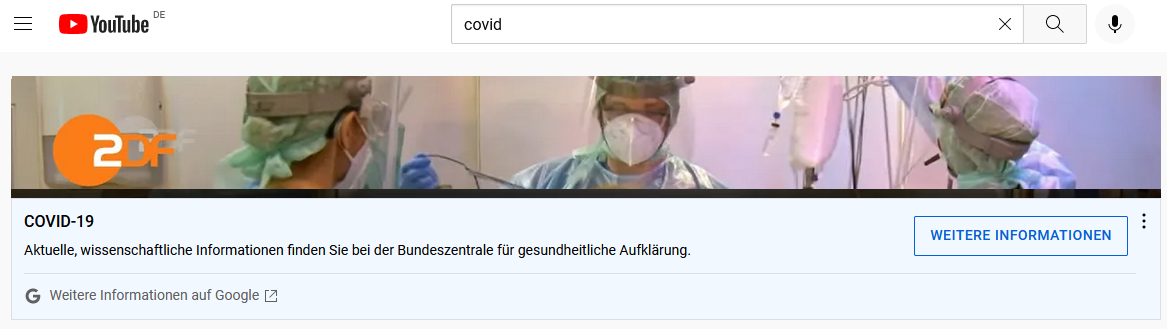 YouTube DE
covid
2DF
COVID-19
Aktuelle, wissenschaftliche Informationen finden Sie bei der Bundeszentrale für gesundheitliche Aufklärung.
WEITERE INFORMATIONEN
Weitere Informationen auf Google